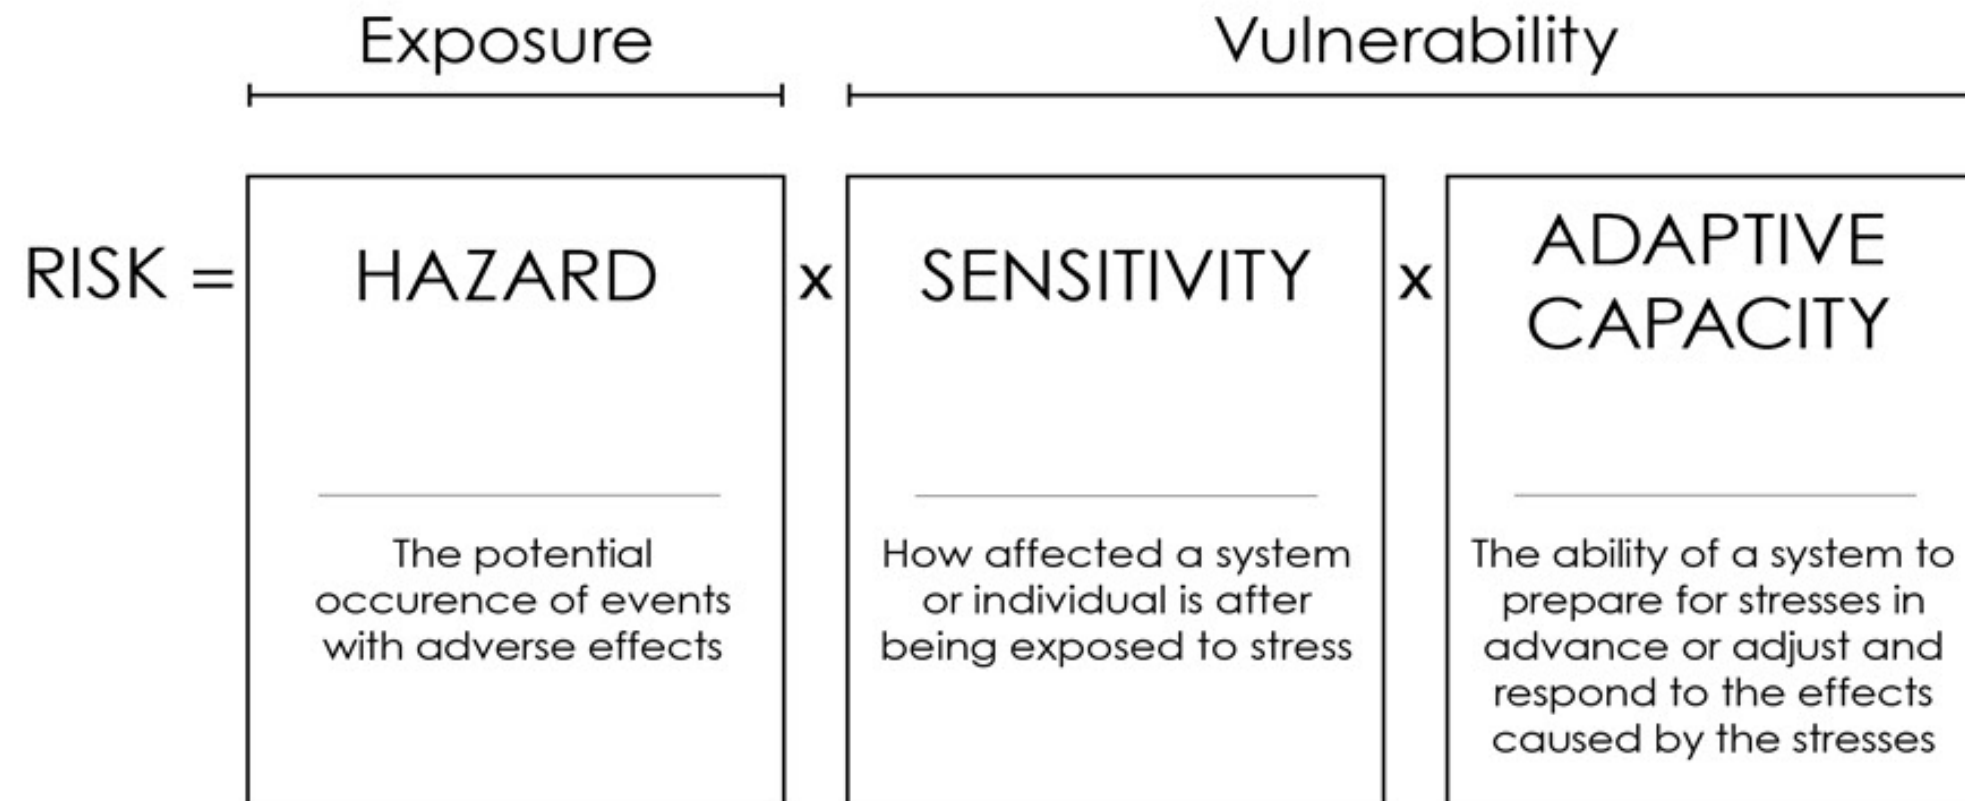 Exposure
Vulnerability
RISK =
HAZARD
x
SENSITIVITY
x
ADAPTIVE
CAPACITY
The potential
occurence of events
with adverse effects
How affected a system
or individual is after
being exposed to stress
The ability of a system to
prepare for stresses in
advance or adjust and
respond to the effects
caused by the stresses